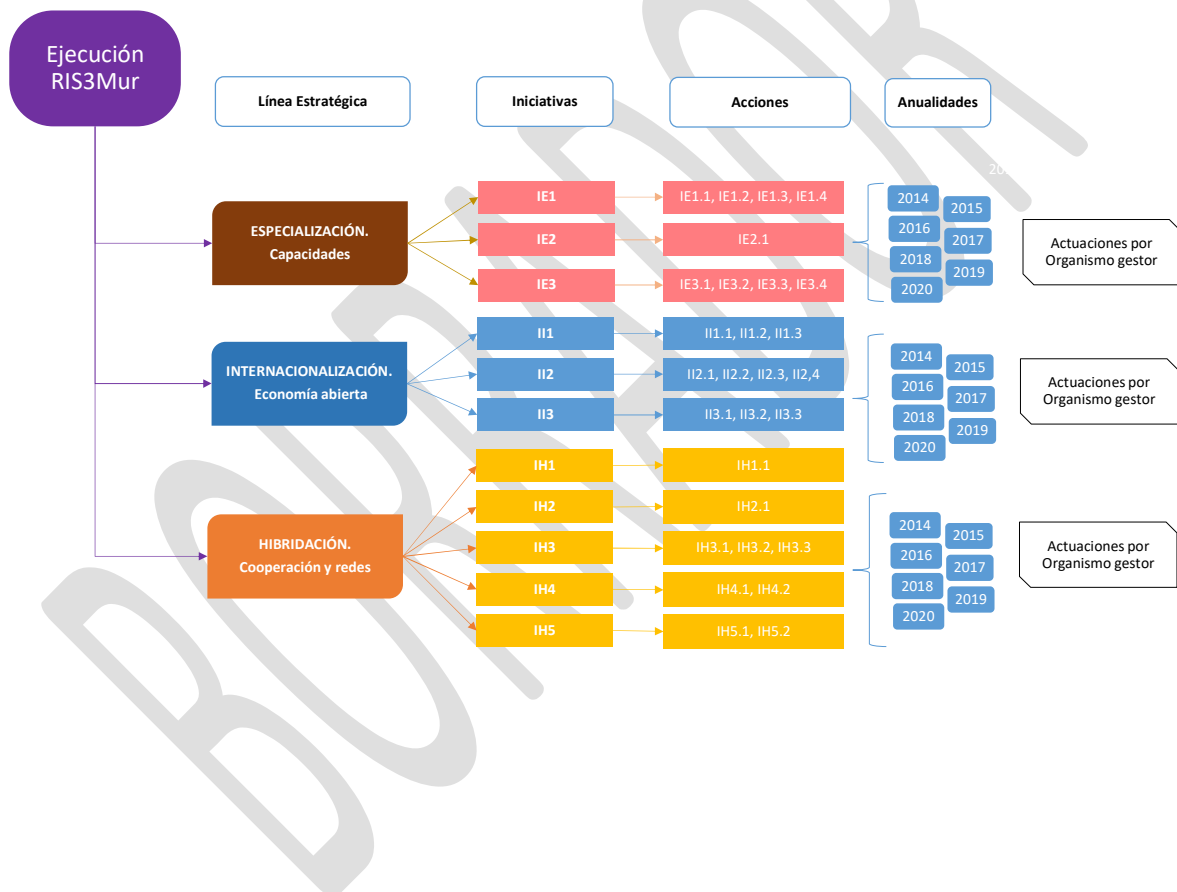 Ejecución
RIS3Mur
Línea Estratégica
Iniciativas
Acciones
Anualidades
ESPECIALIZACIÓN.
Capacidades
IE1
IE1.1, IE1.2, IE1.3, IE1.4
IE2
IE2.1
IE3
IE3.1, IE3.2, IE3.3, IE3.4
2014
2015
2016
2017
2018
2019
2020
Actuaciones por
Organismo gestor
INTERNACIONALIZACIÓN.
Economía abierta
II1
II1.1, II1.2, II1.3
II2
II2.1, II2.2, II2.3, II2,4
II3
II3.1, II3.2, II3.3
2014
2015
2016
2017
2018
2019
2020
Actuaciones por
Organismo gestor
HIBRIDACIÓN.
Cooperación y redes
IH1
IH1.1
IH2
IH2.1
IH3
IH3.1, IH3.2, IH3.3
IH4
IH4.1, IH4.2
IH5
IH5.1, IH5.2
2014
2015
2016
2017
2018
2019
2020
Actuaciones por
Organismo gestor
BORRADOR